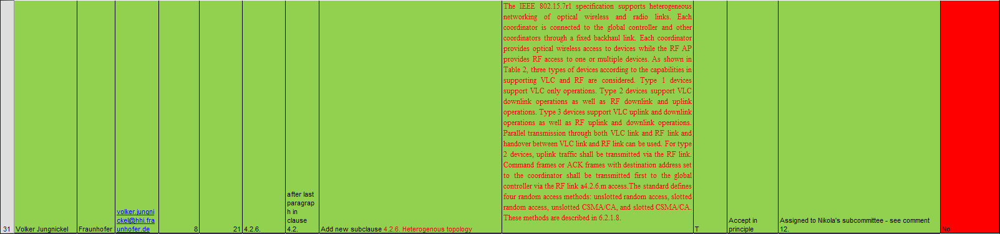 The IEEE 802.15.7r1 specification supports heterogeneous
networking of optical wireless and radio links. Each
coordinator is connected to the global controller and other
coordinators through a fixed backhaul link. Each coordinator
provides optical wireless access to devices while the RF AP
provides RF access to one or multiple devices. As shown in
Table 2, three types of devices according to the capabilities in
supporting VLC and RF are considered. Type 1 devices
support VLC only operations. Type 2 devices support VLC
downlink operations as well as RF downlink and uplink
operations. Type 3 devices support VLC uplink and downlink
operations as well as RF uplink and downlink operations.
Parallel transmission through both VLC link and RF link and
handover between VLC link and RF link can be used. For type
2 devices, uplink traffic shall be transmitted via the RF link.
Command frames or ACK frames with destination address set
to the coordinator shall be transmitted first to the global
controller via the RF link a4.2.6.m access.The standard defines
four random access methods: unslotted random access, slotted
random access, unslotted CSMA/CA, and slotted CSMA/CA.
These methods are described in 6.2.1.8.
31
Volker Jungnickel
Fraunhofer
volker.jungni
ckel@hhi.fra
unhofer.de
8
21
4.2.6.
after last
paragrap
h in
clause
4.2.
Add new subclause 4.2.6. Heterogenous topology
T
Accept in
principle
Assigned to Nikola's subcommittee - see comment
12.
No